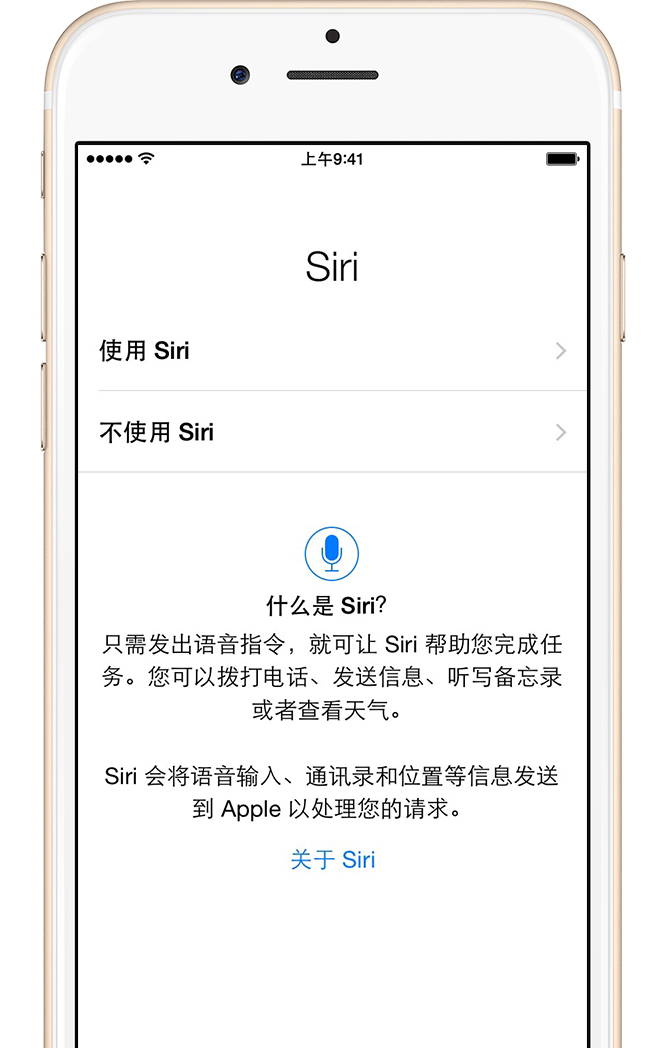 上午9:41
Siri
使用 Siri
不使用 Siri
什么是 Siri?
只需发出语音指令，就可让 Siri 帮助您完成任
务。您可以拨打电话、发送信息、听写备忘录
或者查看天气。
Siri 会将语音输入、通讯录和位置等信息发送
到 Apple 以处理您的请求。
关于 Siri